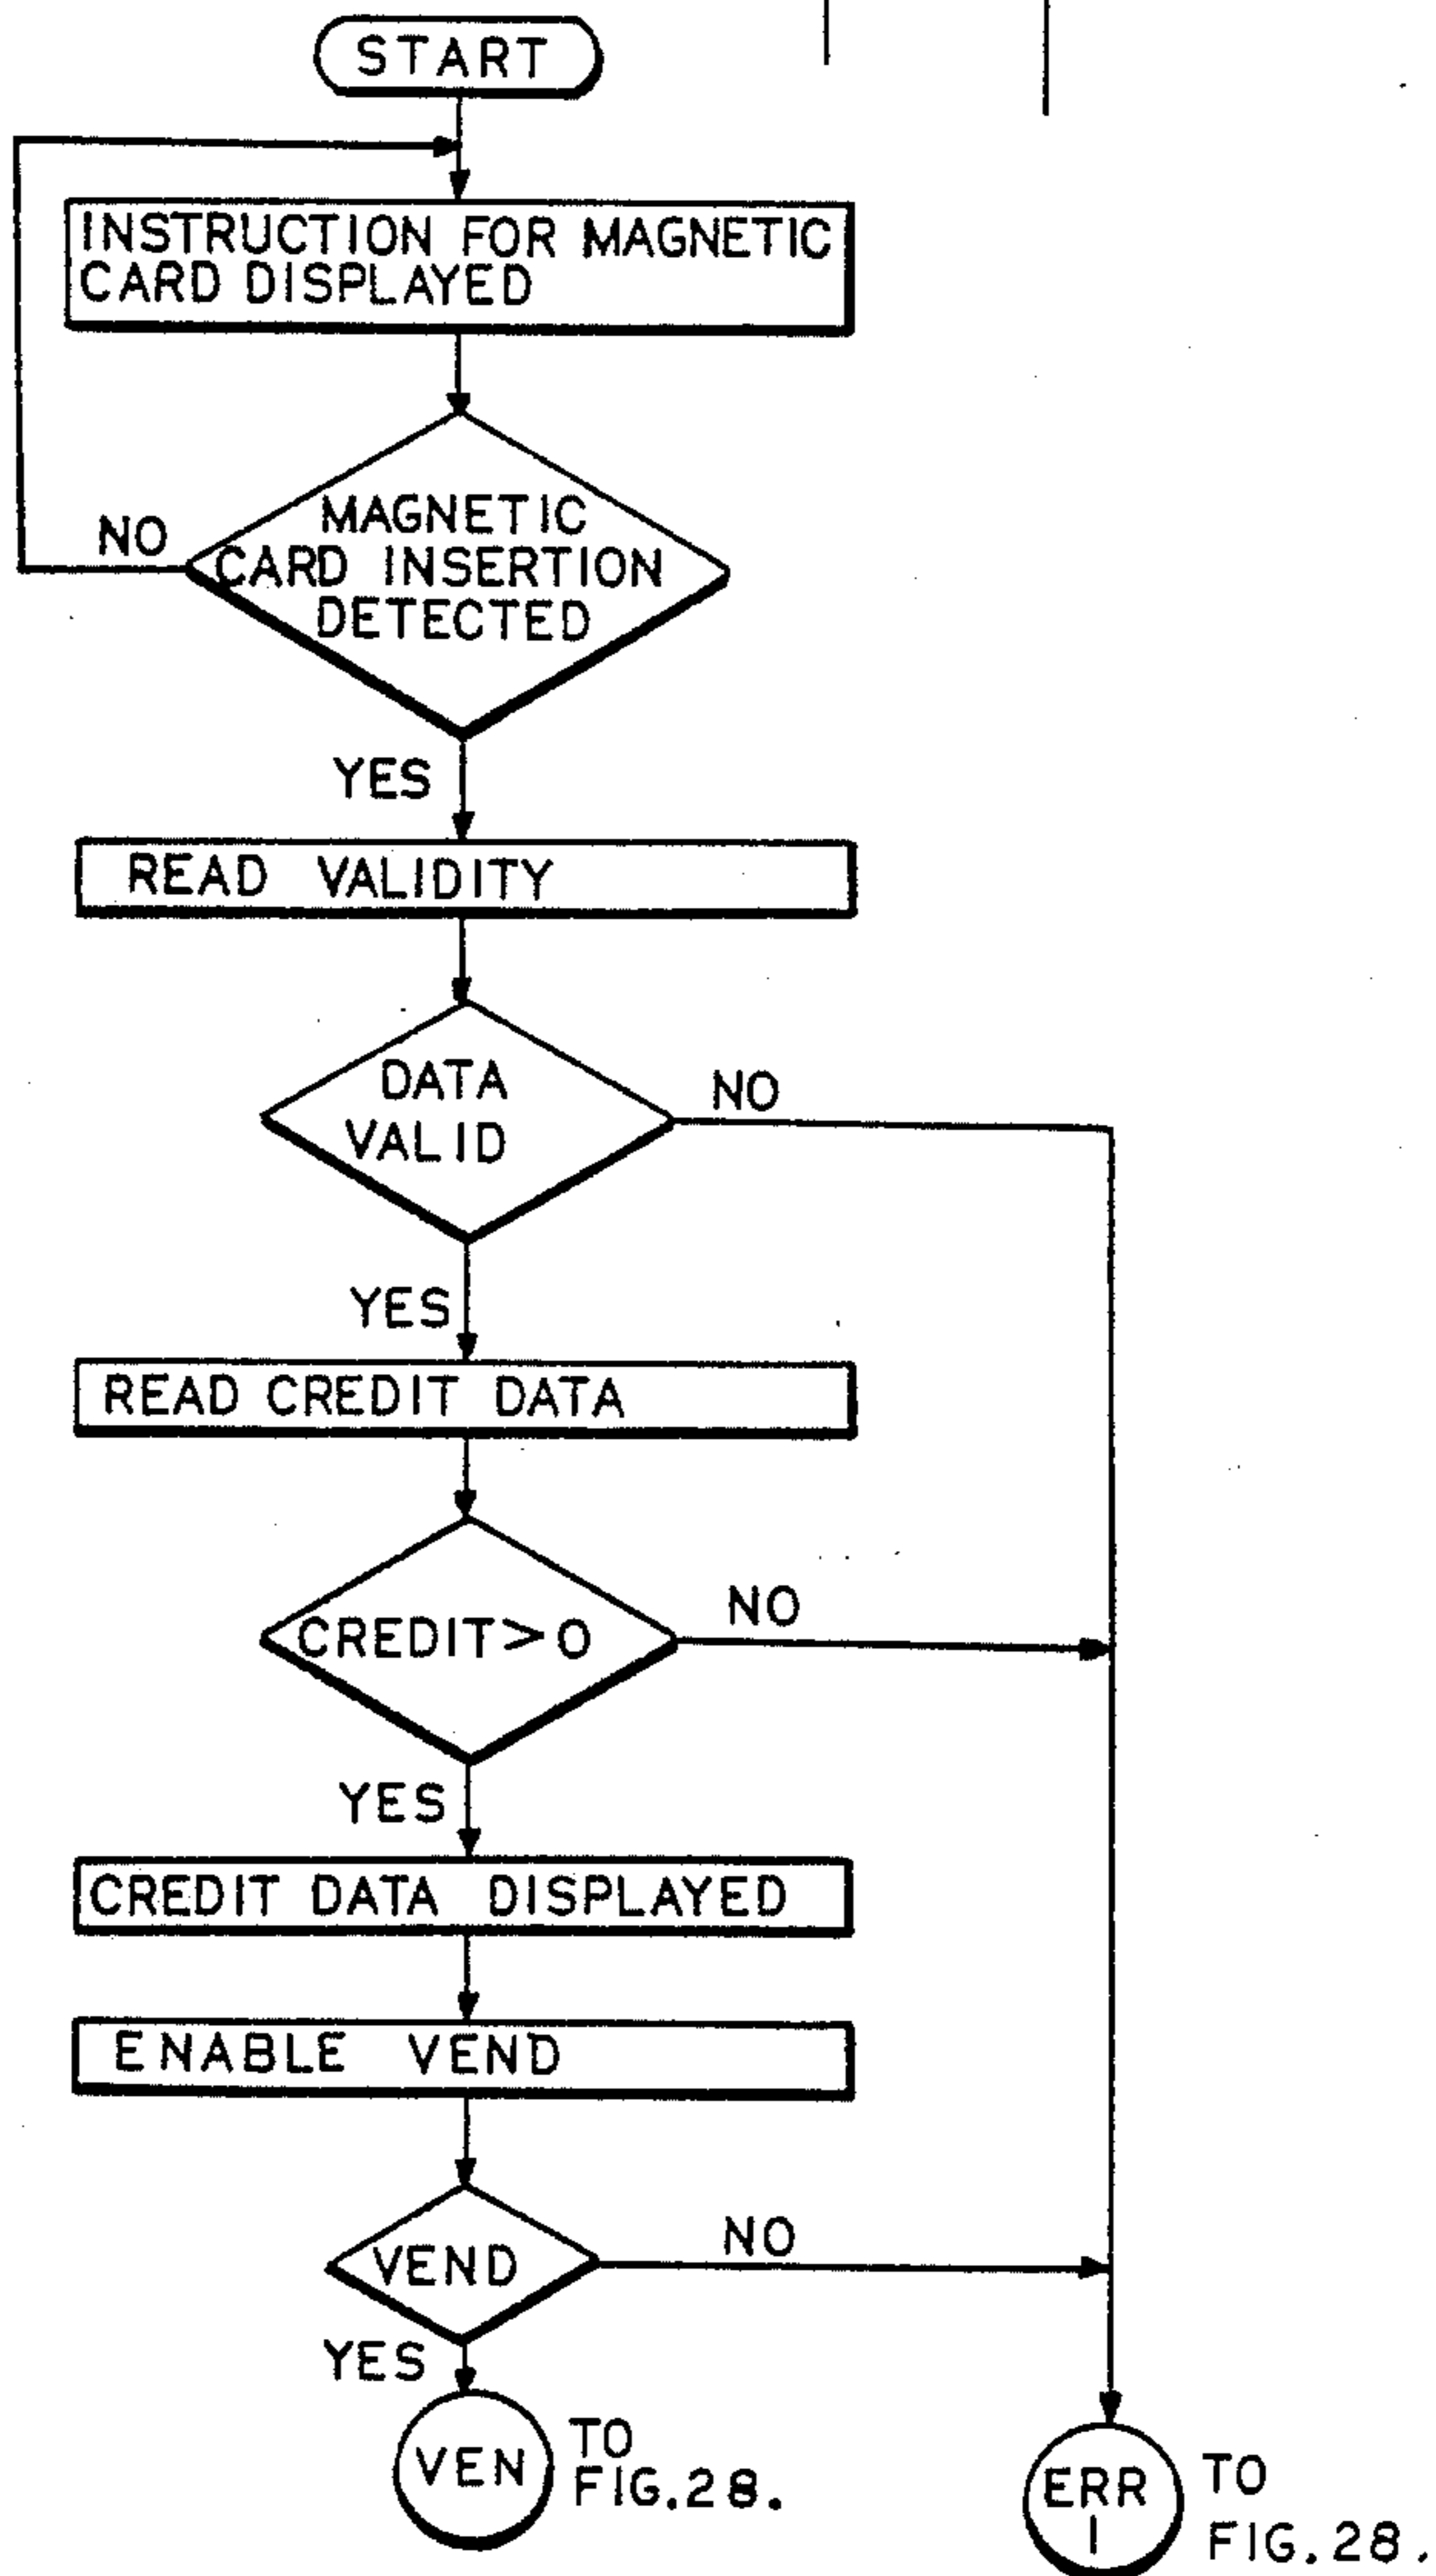 START
INSTRUCTION FOR MAGNETIC
CARD DISPLAYED
MAGNETIC
CARD INSERTION
DETECTED
NO
YES
READ VALIDITY
DATA
VALID
NO
YES
READ CREDIT DATA
CREDIT>0
NO
YES
CREDIT DATA DISPLAYED
ENABLE VEND
VEND
NO
YES
VEN
TO
FIG.28.
ERR
1
TO
FIG.28.